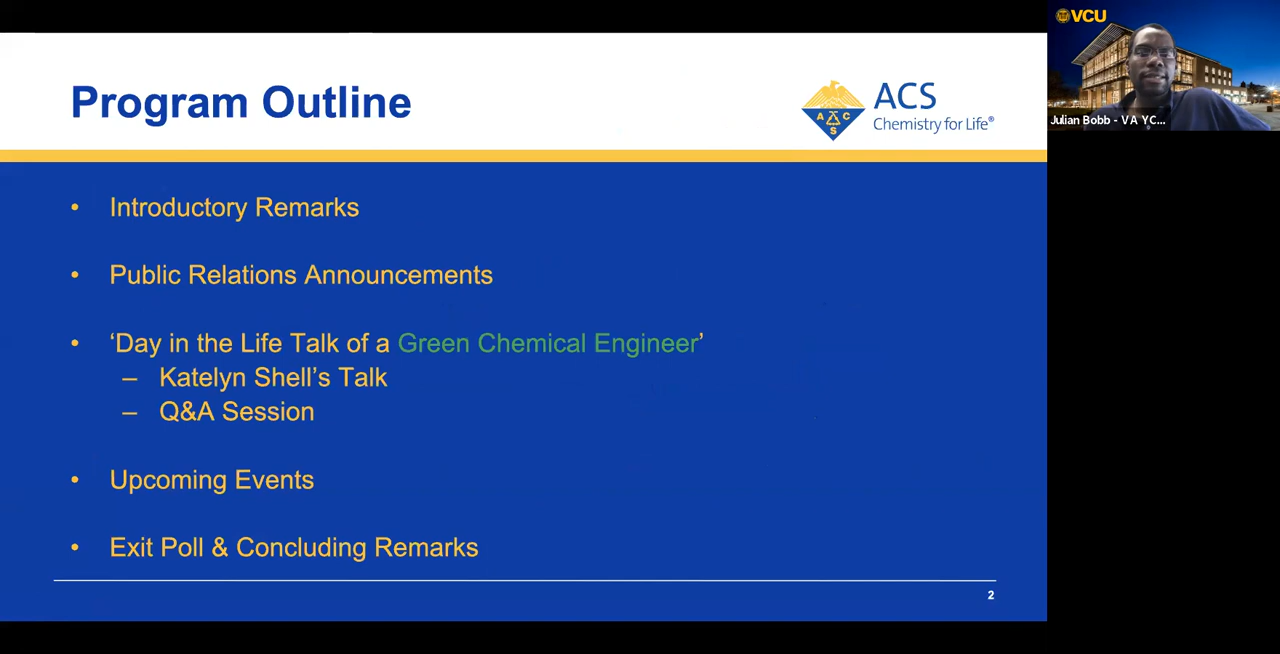 Program Outline
ACS
Chemistry for Life®
A C S
• Introductory Remarks
• Public Relations Announcements
• ‘Day in the Life Talk of a Green Chemical Engineer’
– Katelyn Shell’s Talk
– Q&A Session
• Upcoming Events
• Exit Poll & Concluding Remarks
2
VCU
Julian Bobb - VA YC...